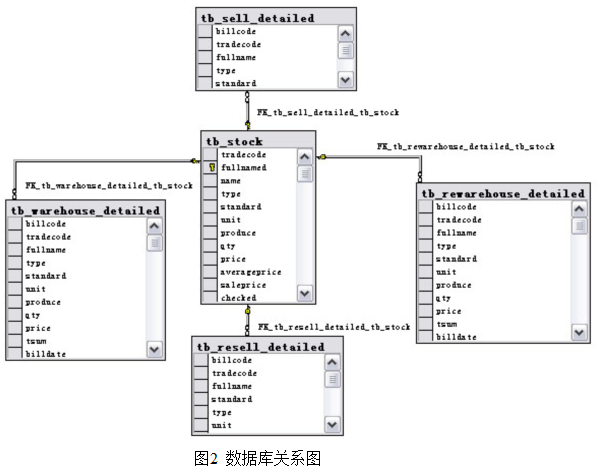 tb_sell_detailed
billcode
tradecode
fullname
type
standard
FK_tb_sell_detailed_tb_stock
tb_stock
tradecode
fullnamed
name
type
standard
unit
produce
qty
price
averageprice
saleprice
checked
FK_tb_rewarehouse_detailed_tb_stock
FK_tb_warehouse_detailed_tb_stock
tb_warehouse_detailed
billcode
tradecode
fullname
type
standard
unit
produce
qty
price
tsum
billdate
tb_rewarehouse_detailed
billcode
tradecode
fullname
type
standard
unit
produce
qty
price
tsum
billdate
FK_tb_resell_detailed_tb_stock
tb_resell_detailed
billcode
tradecode
fullname
standard
type
unit
图2 数据库关系图